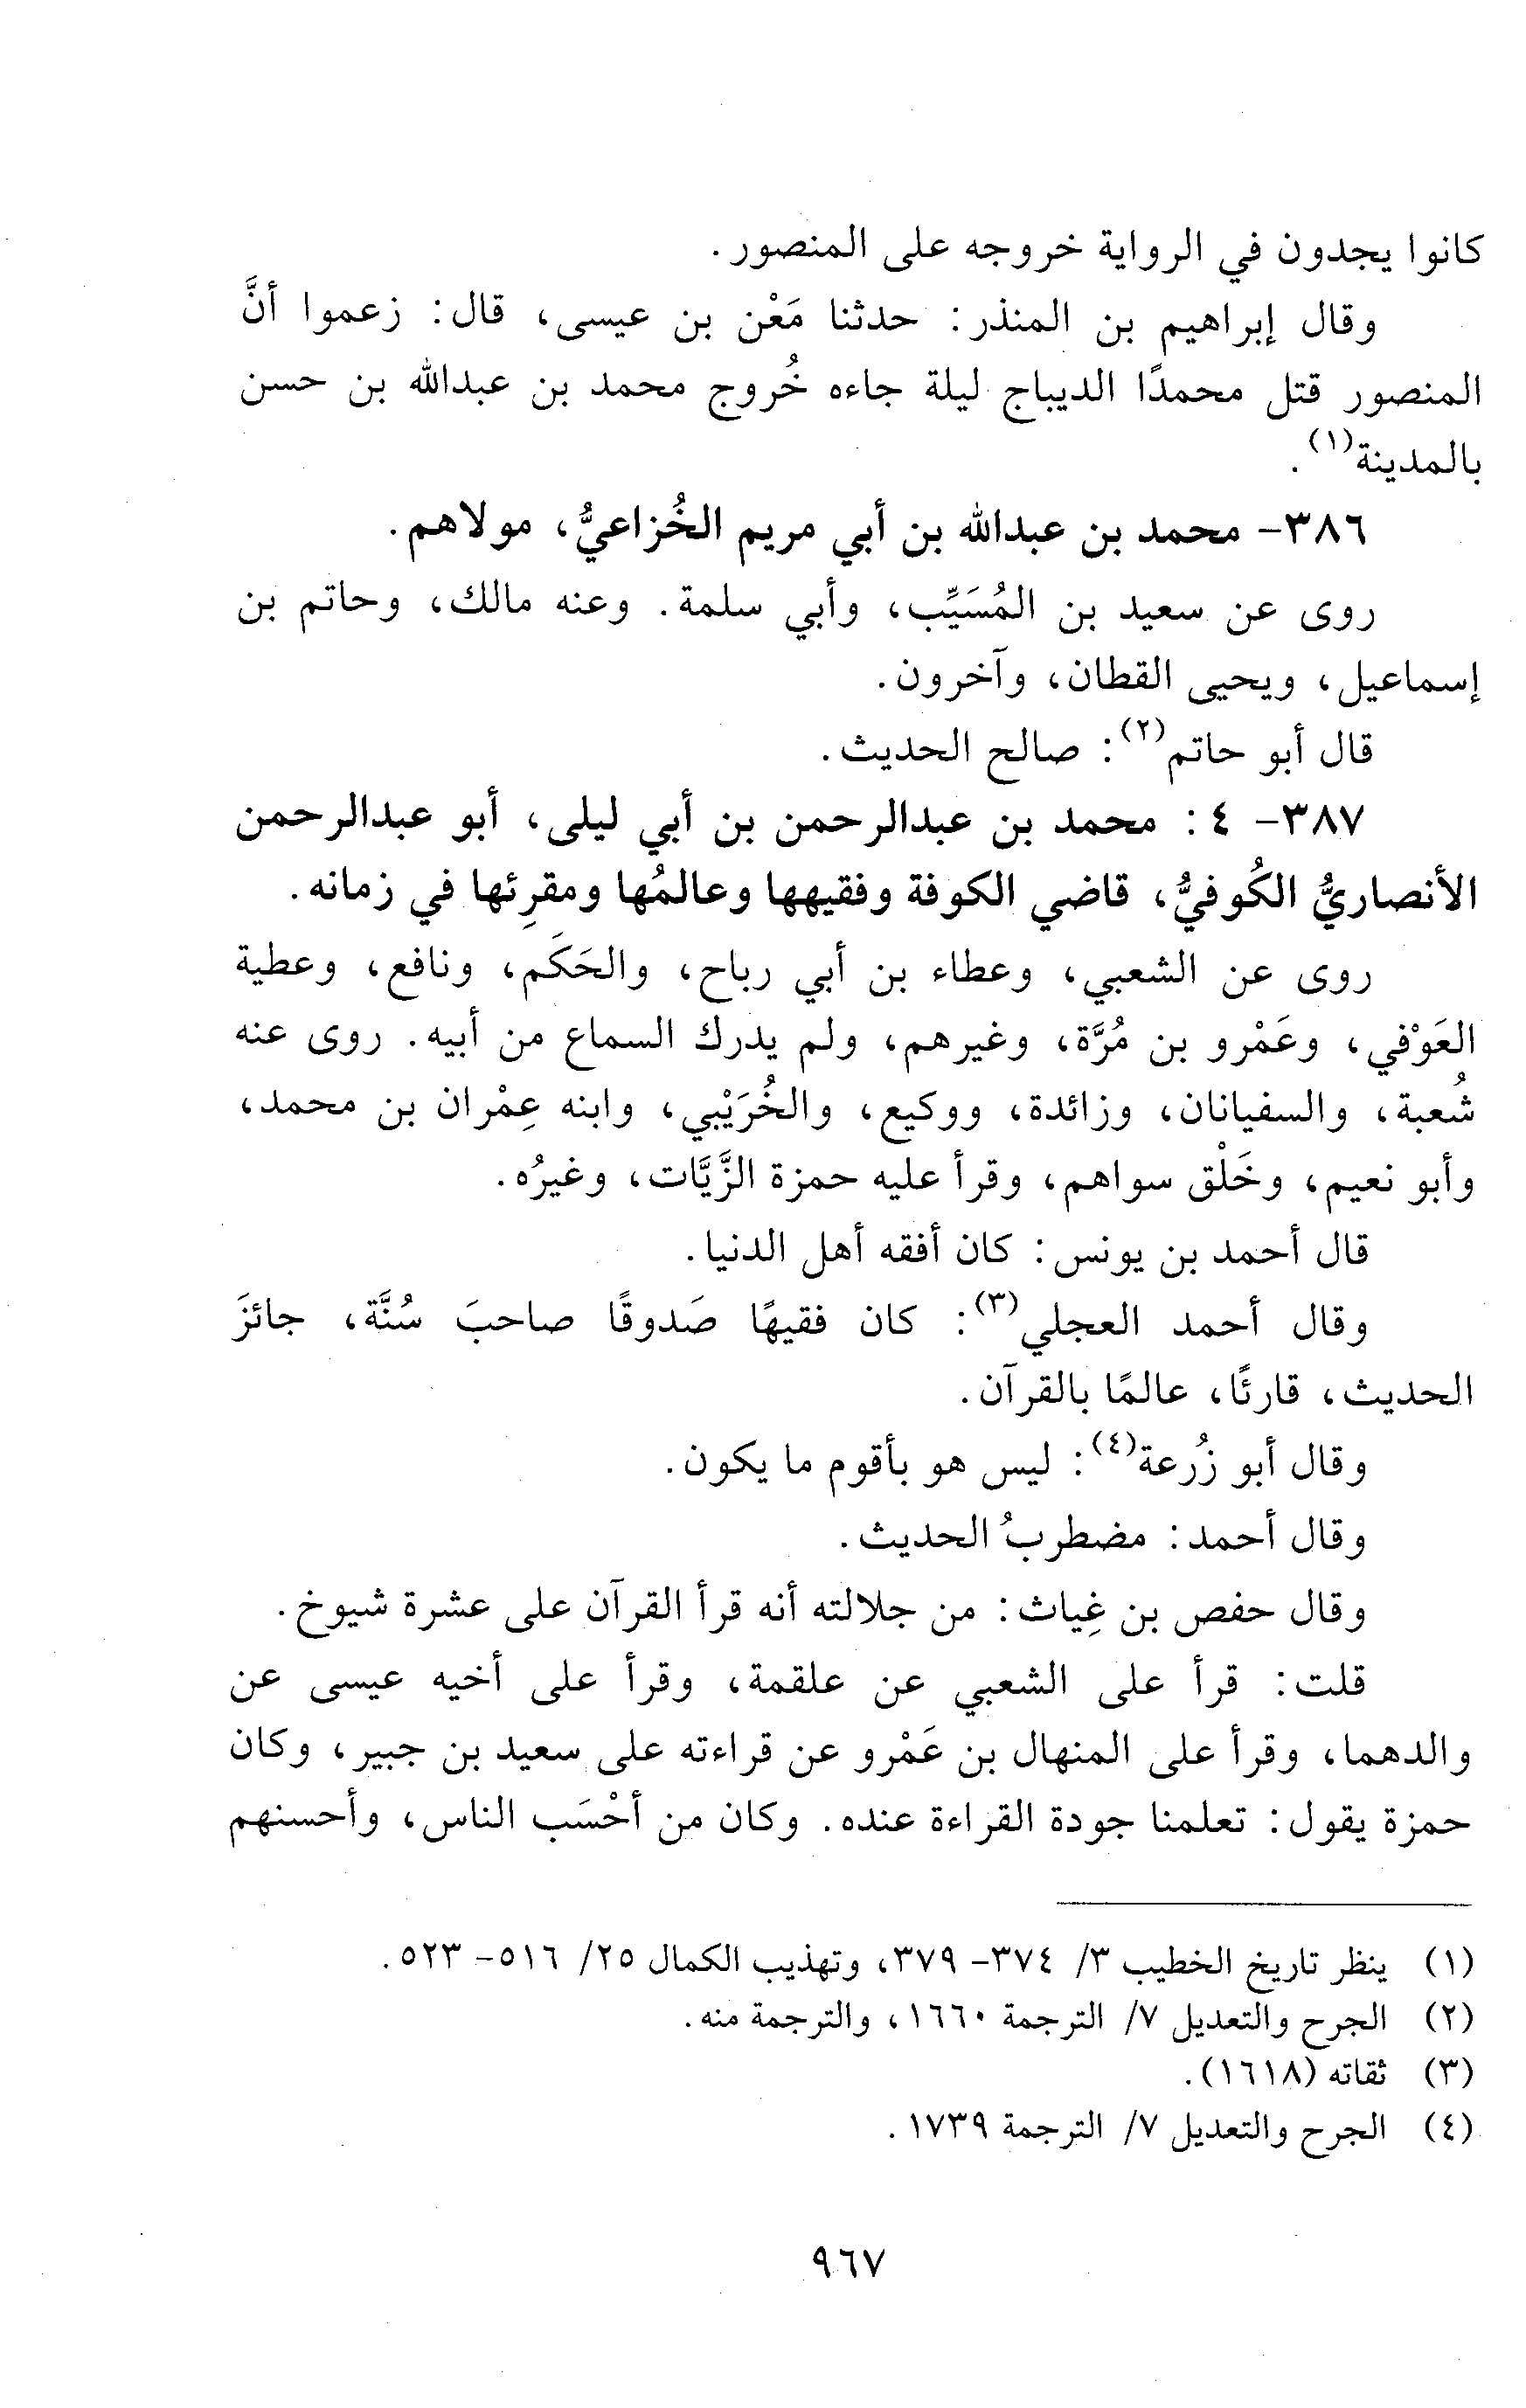 كانوا يجدون في الرواية خروجه على المنصور.
وقال إبراهيم بن المنذر: حدثنا مَعْن بن عيسى، قال: زعموا أنَّ
المنصور قتل محمدًا الديباج ليلة جاءه خُروج محمد بن عبدالله بن حسن
بالمدينة(١).
٣٨٦- محمد بن عبدالله بن أبي مريم الخُزاعيُّ، مولاهم.
روى عن سعيد بن المُسَيِّب، وأبي سلمة. وعنه مالك، وحاتم بن
إسماعيل، ويحيى القطان، وآخرون.
قال أبو حاتم(٢): صالح الحديث.
٣٨٧- ٤: محمد بن عبدالرحمن بن أبي ليلى، أبو عبدالرحمن
الأنصاريُّ الكُوفيُّ، قاضي الكوفة وفقيهها وعالمُها ومقرِئها في زمانه.
روى عن الشعبي، وعطاء بن أبي رباح، والحَكَم، ونافع، وعطية
العَوْفي، وعَمْرو بن مُرَّة، وغيرهم، ولم يدرك السماع من أبيه. روى عنه
شُعبة، والسفيانان، وزائدة، ووكيع، والخُرَيْبي، وابنه عِمْران بن محمد،
وأبو نعيم، وخَلْق سواهم، وقرأ عليه حمزة الزَّيَّات، وغيرُه.
قال أحمد بن يونس: كان أفقه أهل الدنيا.
وقال أحمد العجلي(٣): كان فقيهًا صَدوقًا صاحبَ سُنَّة، جائزَ
الحديث، قارئًا، عالمًا بالقرآن.
وقال أبو زُرعة(٤): ليس هو بأقوم ما يكون.
وقال أحمد: مضطربُ الحديث.
وقال حفص بن غِياث: من جلالته أنه قرأ القرآن على عشرة شيوخ.
قلت: قرأ على الشعبي عن علقمة، وقرأ على أخيه عيسى عن
والدهما، وقرأ على المنهال بن عَمْرو عن قراءته على سعيد بن جبير، وكان
حمزة يقول: تعلمنا جودة القراءة عنده. وكان من أحْسَب الناس، وأحسنهم
(١) ينظر تاريخ الخطيب ٣/ ٣٧٤- ٣٧٩، وتهذيب الكمال ٢٥/ ٥١٦- ٥٢٣.
(٢) الجرح والتعديل ٧/ الترجمة ١٦٦٠، والترجمة منه.
(٣) ثقاته (١٦١٨).
(٤) الجرح والتعديل ٧/ الترجمة ١٧٣٩.
٩٦٧